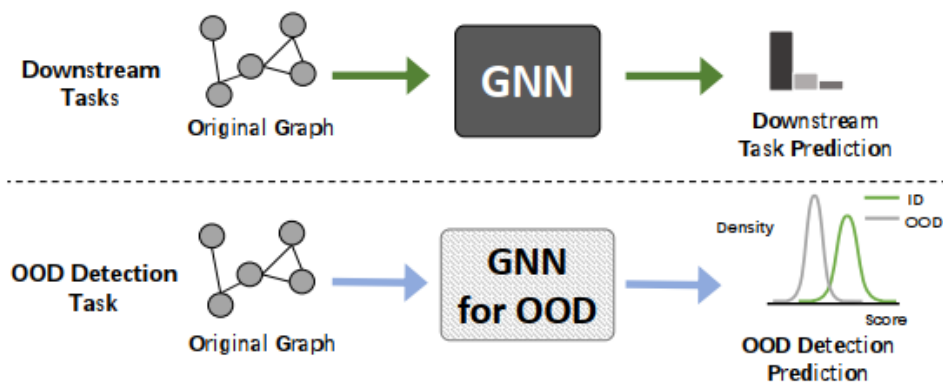 Downstream
Tasks
Original Graph
GNN
Downstream
Task Prediction
OOD Detection
Task
Original Graph
GNN
for OOD
ID
OOD
Density
Score
OOD Detection
Prediction